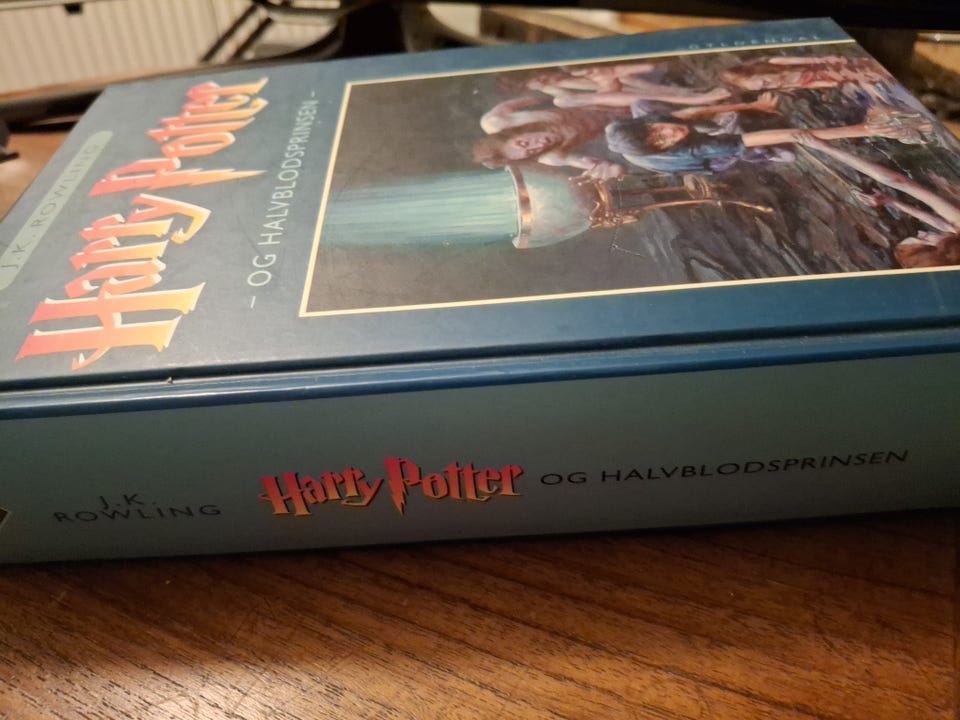 J.K. ROWLING
Harry Potter
– OG HALVBLODSPRINSEN –
GYLDENDAL
J.K.
ROWLING
Harry Potter
OG HALVBLODSPRINSEN